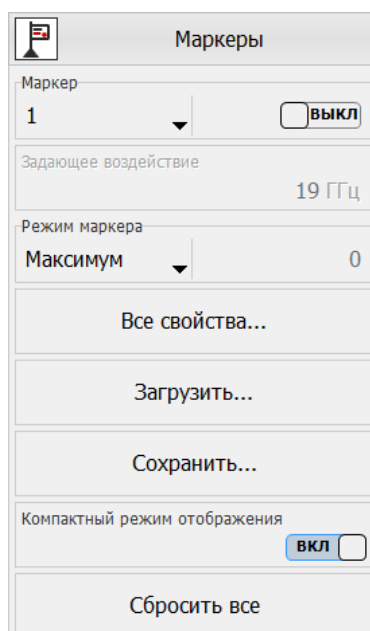 Маркеры
Маркер
1
ВЫКЛ
Задающее воздействие
19 ГГц
Режим маркера
Максимум
0
Все свойства...
Загрузить...
Сохранить...
Компактный режим отображения
ВКЛ
Сбросить все